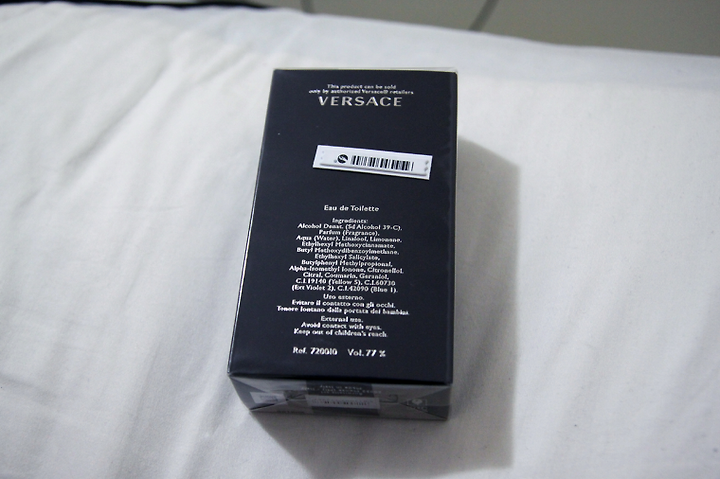 This product can be sold
only by authorized Versace® retailers
VERSACE
Eau de Toilette
Ingredients:
Alcohol Denat. (Sd Alcohol 39-C),
Parfum (Fragrance),
Aqua (Water), Linalool, Limonene,
Ethylhexyl Methoxycinnamate,
Butyl Methoxydibenzoylmethane,
Ethylhexyl Salicylate,
Butylphenyl Methylpropional,
Alpha-Isomethyl Ionone, Citronellol,
Citral, Coumarin, Geraniol,
C.I.19140 (Yellow 5), C.I.60730
(Ext Violet 2), C.I.42090 (Blue 1).
Uso esterno.
Evitare il contatto con gli occhi.
Tenere lontano dalla portata dei bambini.
External use.
Avoid contact with eyes.
Keep out of children's reach.
Ref. 720010 Vol. 77 %